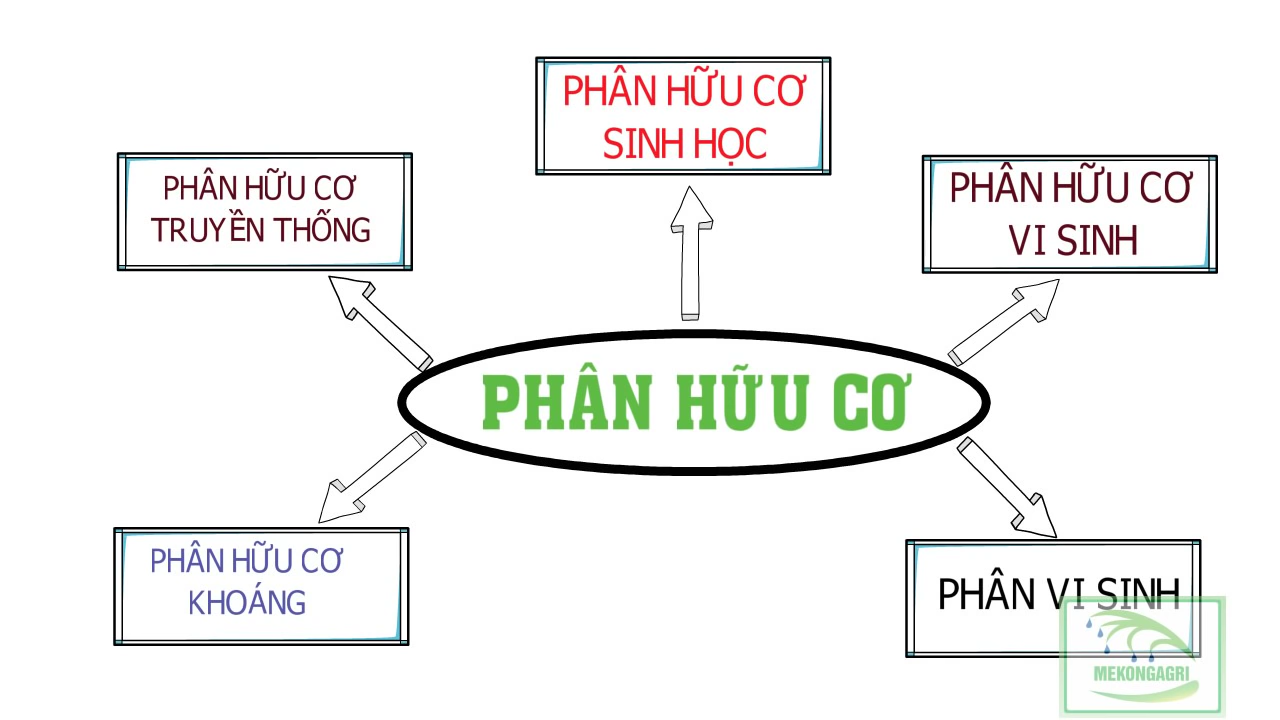 PHÂN HỮU CƠ
SINH HỌC
PHÂN HỮU CƠ
TRUYỀN THỐNG
PHÂN HỮU CƠ
VI SINH
PHÂN HỮU CƠ
PHÂN HỮU CƠ
KHOÁNG
PHÂN VI SINH
MEKONGAGRI